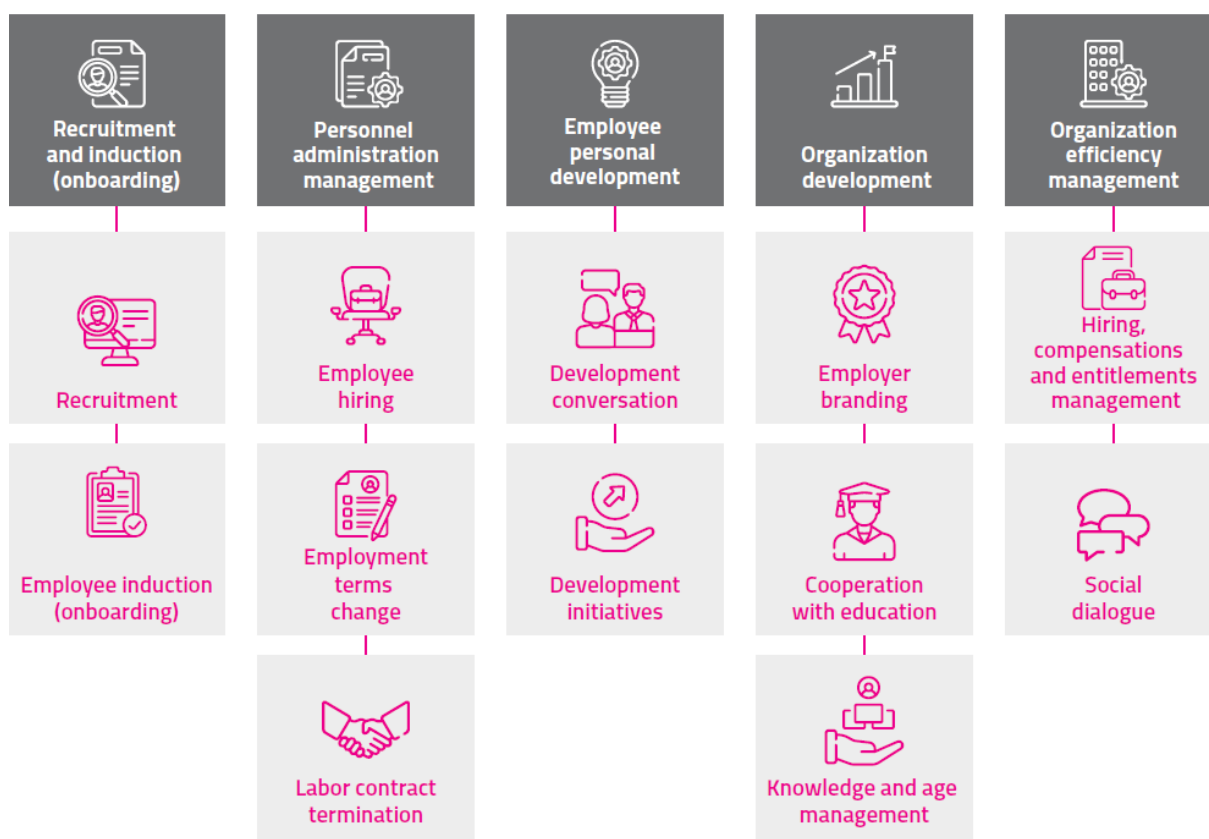 Recruitment
and induction
(onboarding)
Personnel
administration
management
Employee
personal
development
Organization
development
Organization
efficiency
management
Recruitment
Employee
hiring
Development
conversation
Employer
branding
Hiring,
compensations
and entitlements
management
Employee induction
(onboarding)
Employment
terms
change
Development
initiatives
Cooperation
with education
Social
dialogue
Labor contract
termination
Knowledge and age
management